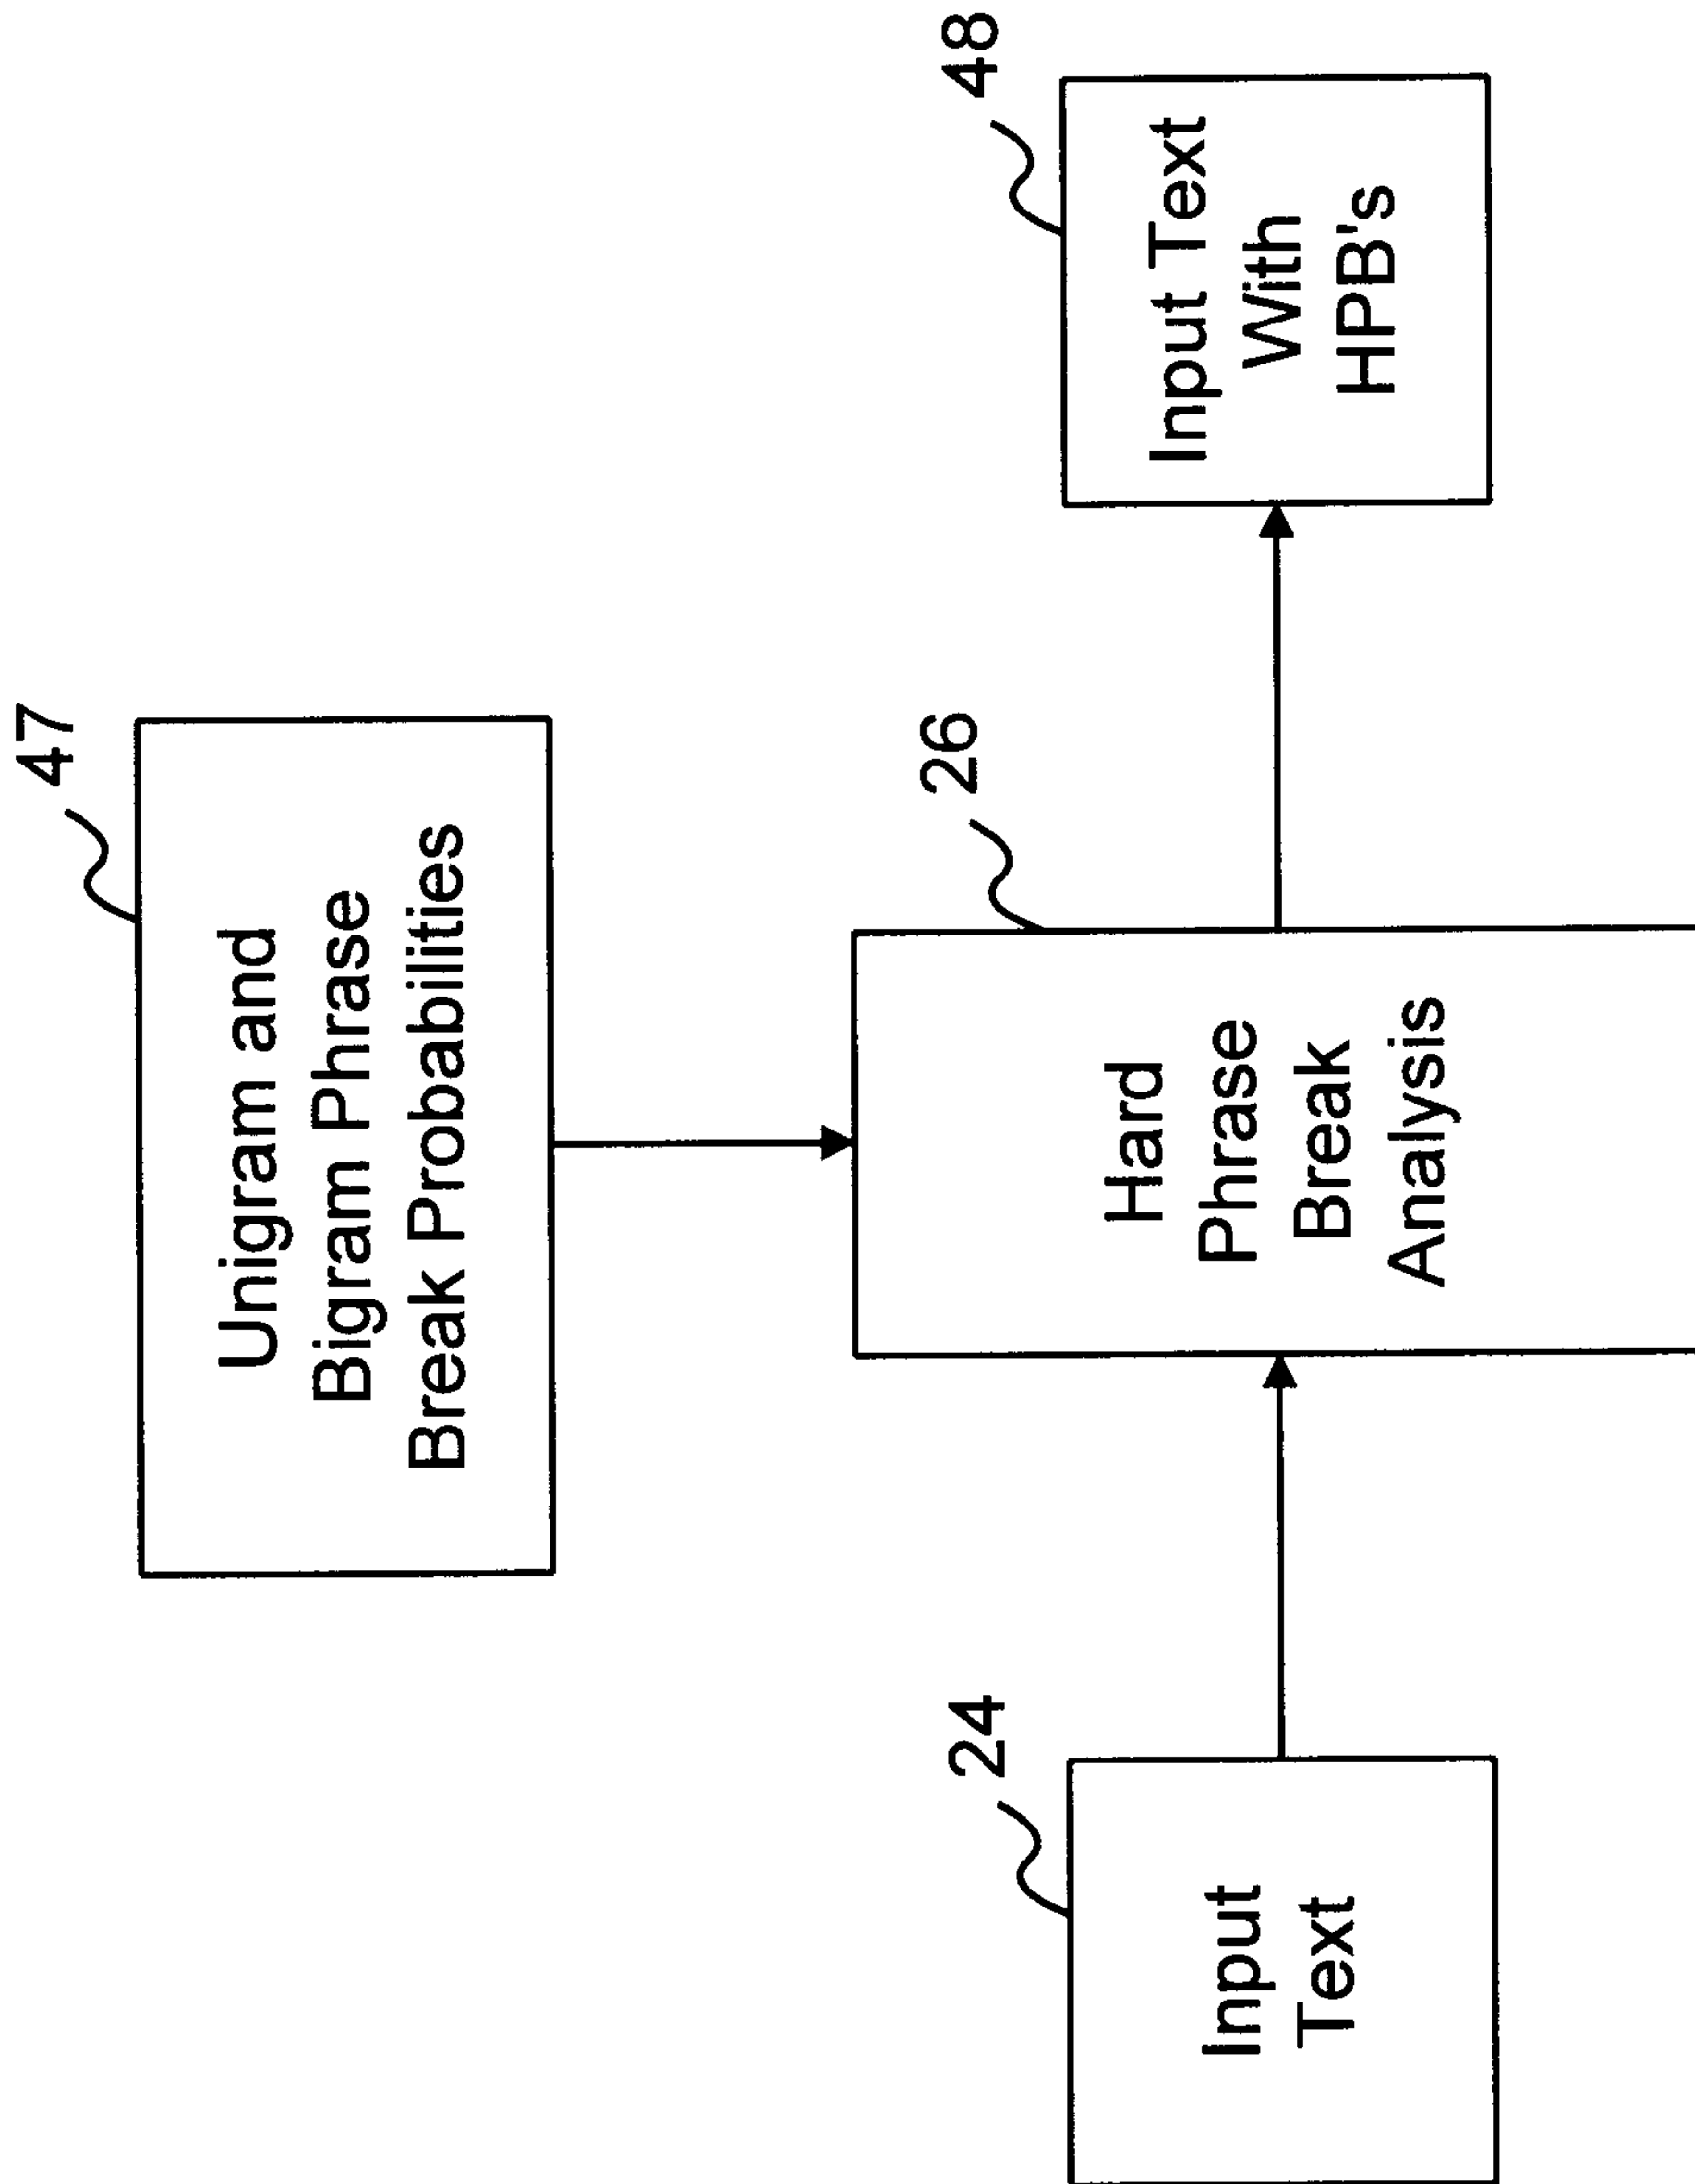 47
Unigram and
Bigram Phrase
Break Probabilities
24
Input
Text
26
Hard
Phrase
Break
Analysis
48
Input Text
With
HPB's